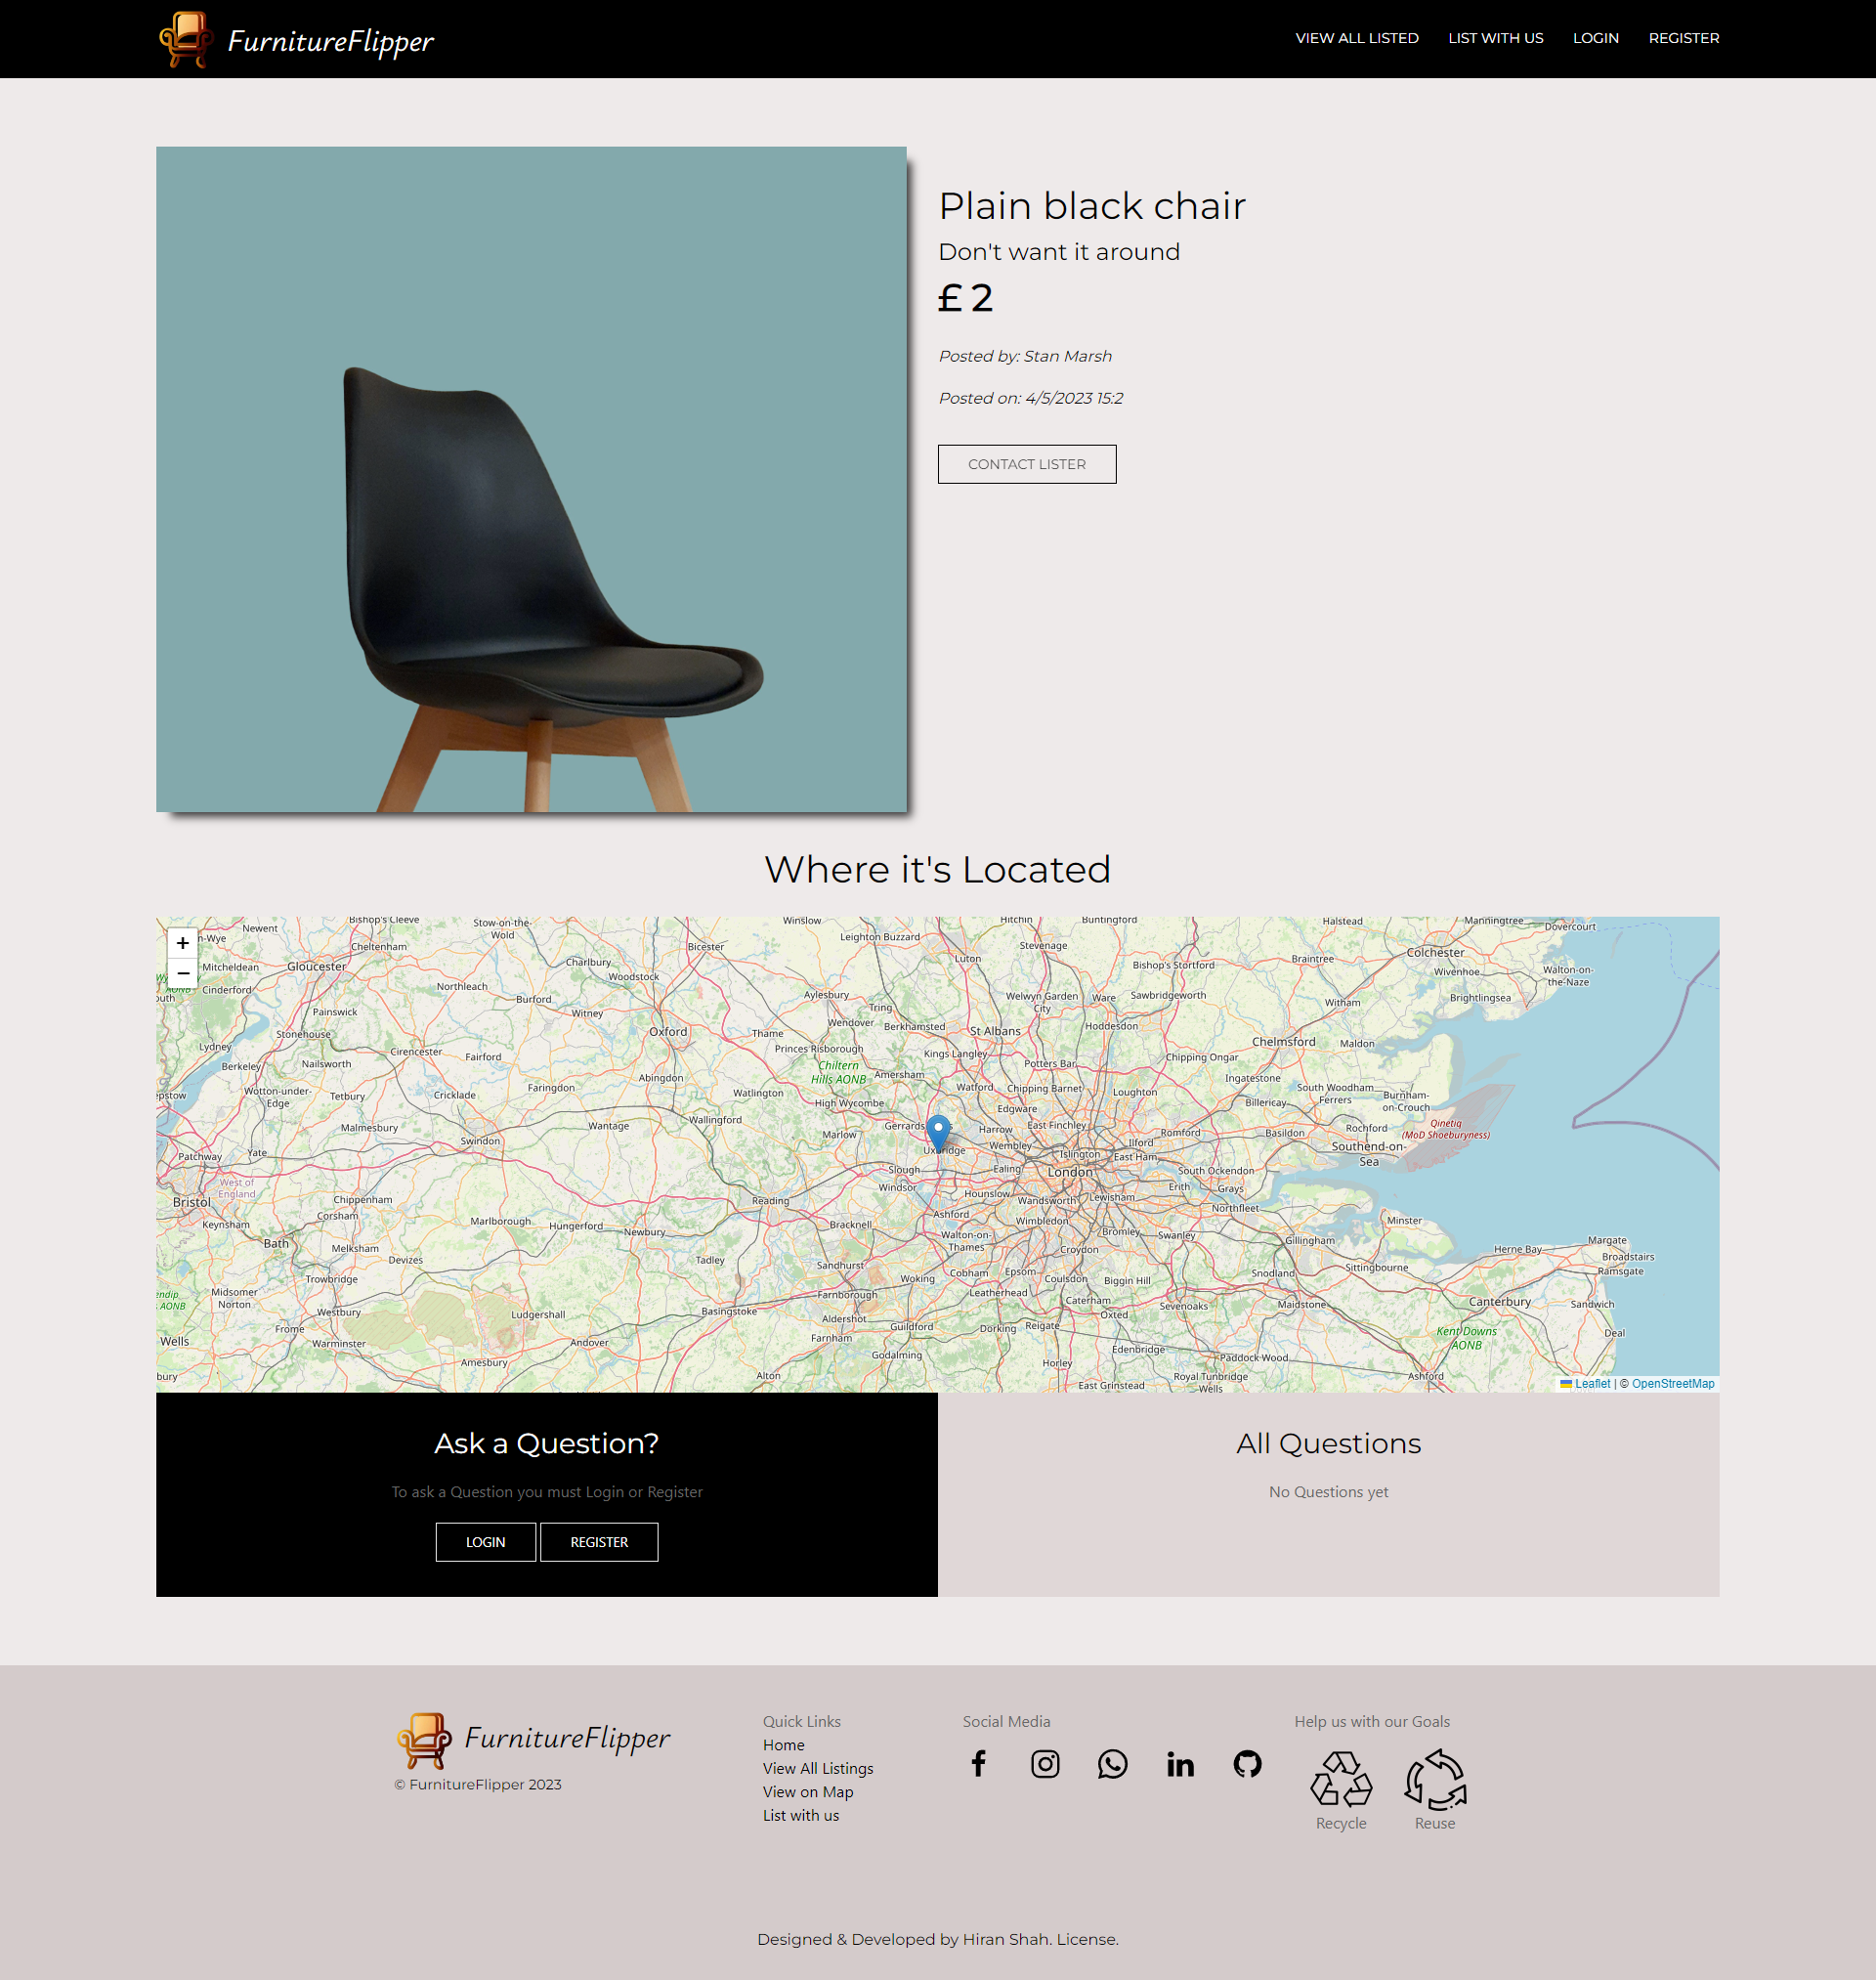 FurnitureFlipper
VIEW ALL LISTED
LIST WITH US
LOGIN
REGISTER
Plain black chair
Don't want it around
£ 2
Posted by: Stan Marsh
Posted on: 4/5/2023 15:2
CONTACT LISTER
Where it's Located
+
−
Newent
Bishop's Cleeve
Stow-on-the-
Wold
Winslow
Leighton Buzzard
Hitchin
Buntingford
Halstead
Manningtree
Dovercourt
Mitcheldean
Gloucester
Cheltenham
Bicester
Luton
Stevenage
Bishop's Stortford
Braintree
Colchester
Wivenhoe
Walton-on-
the-Naze
Cinderford
Northleach
Charlbury
Woodstock
Burford
Aylesbury
Tring
Welwyn Garden
City
Ware
Sawbridgeworth
Witham
Brightlingsea
Painswick
Stonehouse
Witney
Oxford
Thame
Wendover
Berkhamsted
St Albans
Hoddesdon
Chelmsford
Maldon
Lydney
Berkeley
Nailsworth
Cirencester
Fairford
Princes Risborough
Kings Langley
Potters Bar
Chipping Ongar
Chiltern
Hills AONB
Amersham
Abingdon
Watlington
Watford
Chipping Barnet
Loughton
Ingatestone
South Woodham
Ferrers
Burnham-
on-Crouch
Wotton-under-
Edge
Tetbury
Cricklade
Faringdon
Wallingford
High Wycombe
Edgware
Billericay
Malmesbury
Wantage
Marlow
Harrow
East Finchley
Romford
Basildon
Rochford
Qinetiq
(MoD Shoeburyness)
Patchway
Yate
Swindon
Uxbridge
Wembley
Islington
Ilford
East Ham
Southend-on-
Sea
Slough
Ealing
London
South Ockendon
West of
England
Bristol
Chippenham
Windsor
Hounslow
Wandsworth
Lewisham
Erith
Grays
Reading
Northfleet
Keynsham
Corsham
Marlborough
Hungerford
Newbury
Bracknell
Ashford
Wimbledon
Bromley
Swanley
Minster
Bath
Melksham
Devizes
Walton-on-
Thames
Croydon
Gillingham
Herne Bay
Margate
Broadstairs
Ramsgate
Trowbridge
Tadley
Sandhurst
Woking
Cobham
Epsom
Coulsdon
Biggin Hill
Snodland
Sittingbourne
Midsomer
Norton
Westbury
Ludgershall
Basingstoke
Farnborough
Leatherhead
Caterham
Oxted
Sevenoaks
Maidstone
Canterbury
Sandwich
Frome
Warminster
Andover
Aldershot
Farnham
Guildford
Dorking
Reigate
Kent Downs
AONB
Deal
Wells
Amesbury
Godalming
Edenbridge
Paddock Wood
Alton
Horley
East Grinstead
Royal Tunbridge
Wells
Ashford
Leaflet | © OpenStreetMap
Ask a Question?
To ask a Question you must Login or Register
LOGIN
REGISTER
All Questions
No Questions yet
FurnitureFlipper
© FurnitureFlipper 2023
Quick Links
Home
View All Listings
View on Map
List with us
Social Media
Help us with our Goals
Recycle
Reuse
Designed & Developed by Hiran Shah. License.